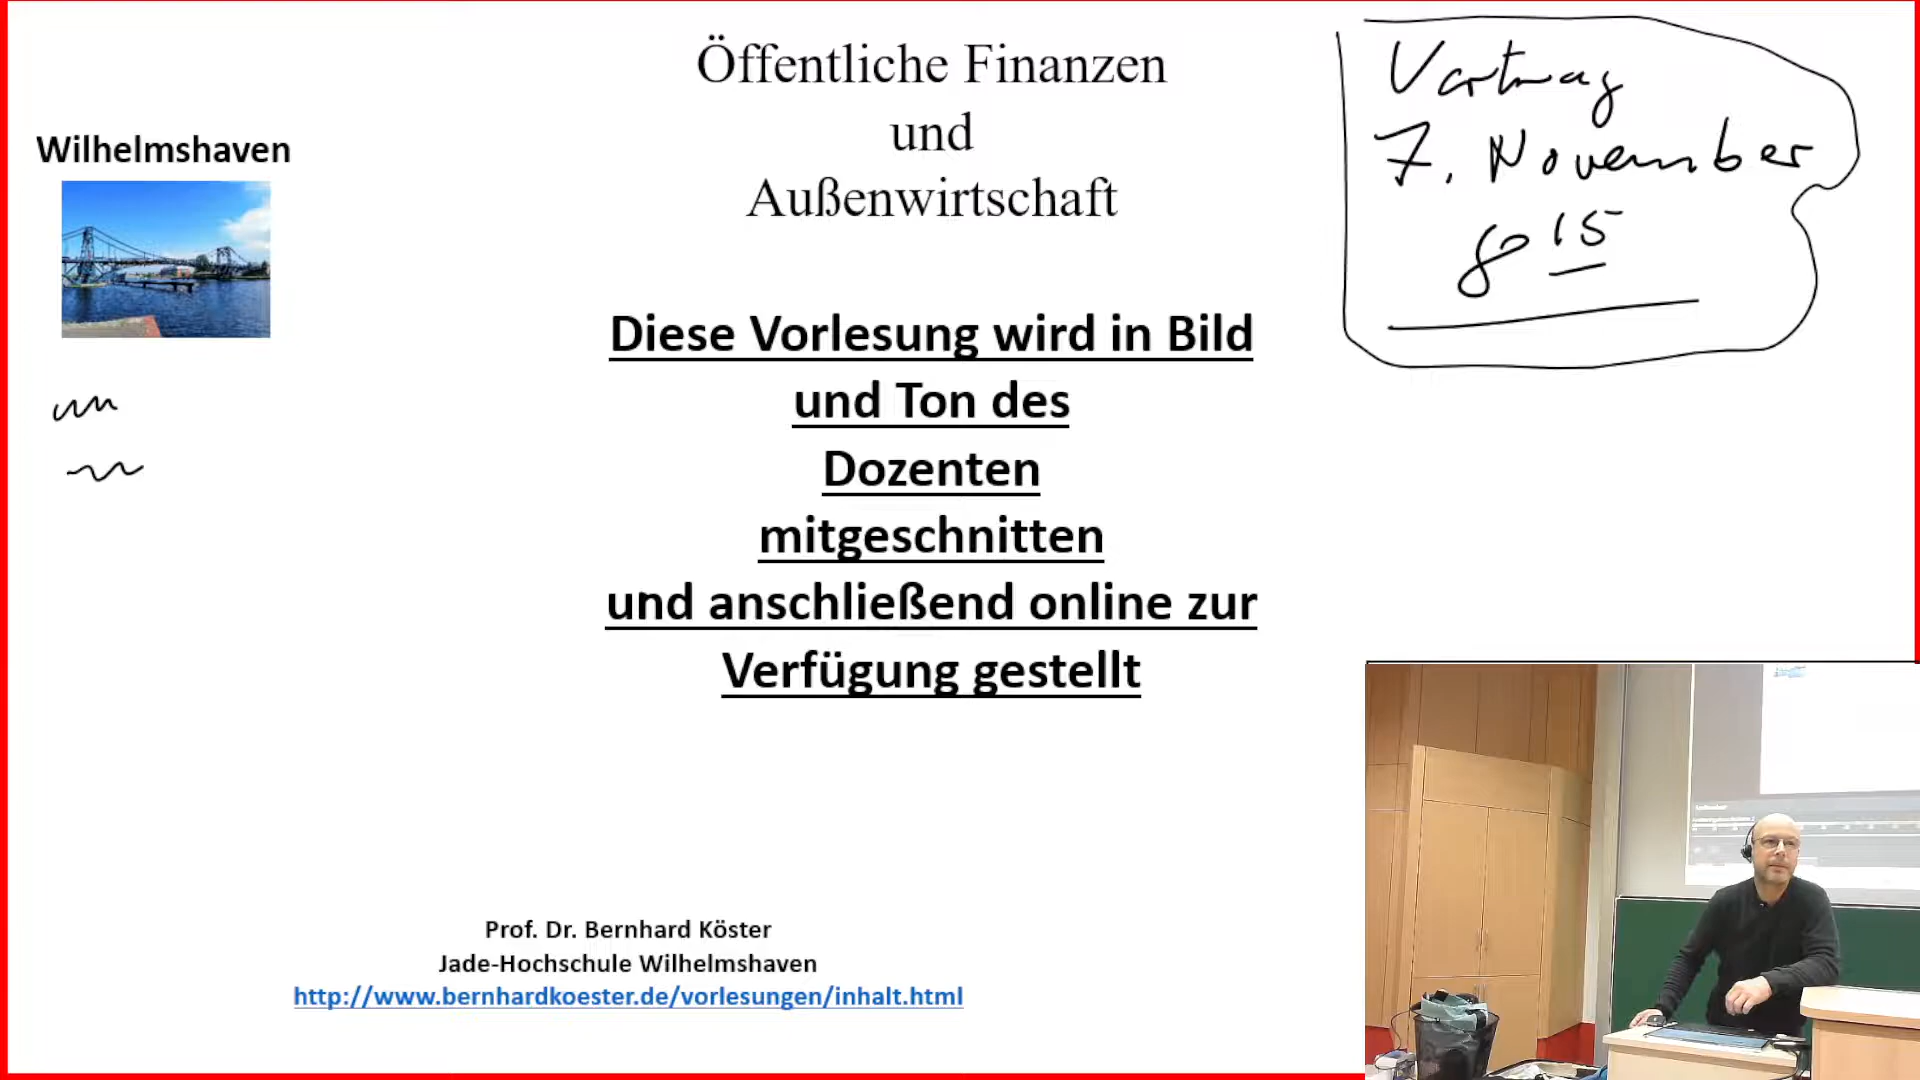 Öffentliche Finanzen
und
Außenwirtschaft
Wilhelmshaven
Vortrag
7. November
8 15
Diese Vorlesung wird in Bild
und Ton des
Dozenten
mitgeschnitten
und anschließend online zur
Verfügung gestellt
Prof. Dr. Bernhard Köster
Jade-Hochschule Wilhelmshaven
http://www.bernhardkoester.de/vorlesungen/inhalt.html